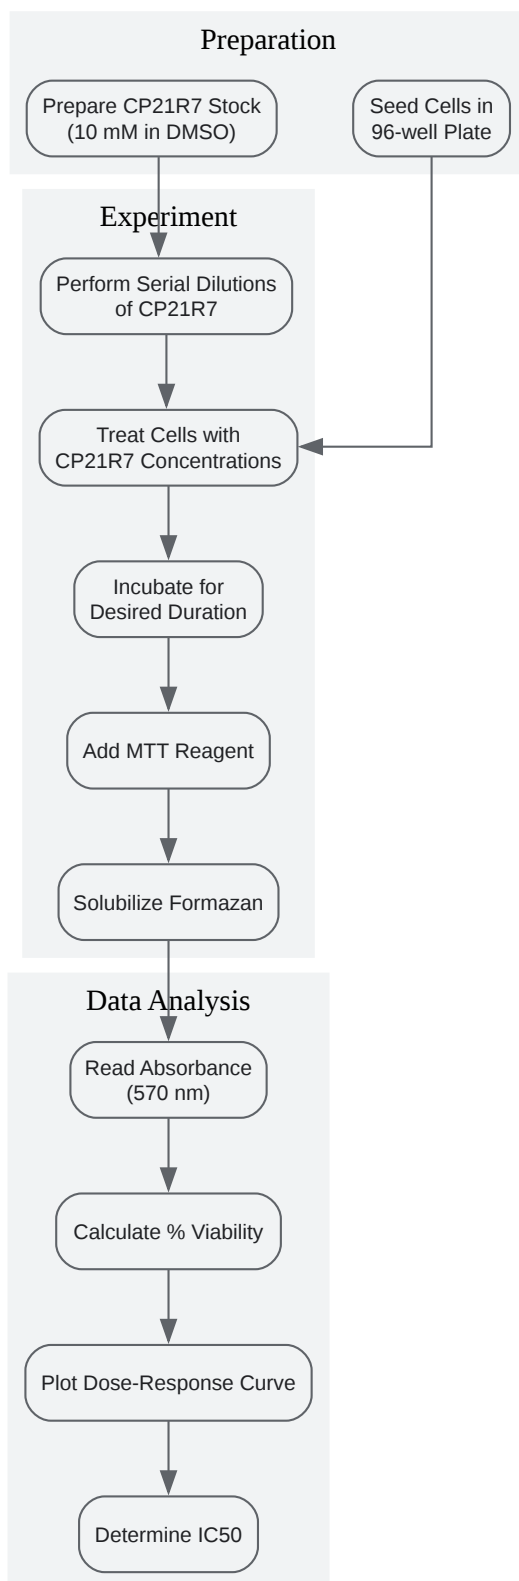 Preparation
Prepare CP21R7 Stock
(10 mM in DMSO)
Seed Cells in
96-well Plate
Experiment
Perform Serial Dilutions
of CP21R7
Treat Cells with
CP21R7 Concentrations
Incubate for
Desired Duration
Add MTT Reagent
Solubilize Formazan
Data Analysis
Read Absorbance
(570 nm)
Calculate % Viability
Plot Dose-Response Curve
Determine IC50